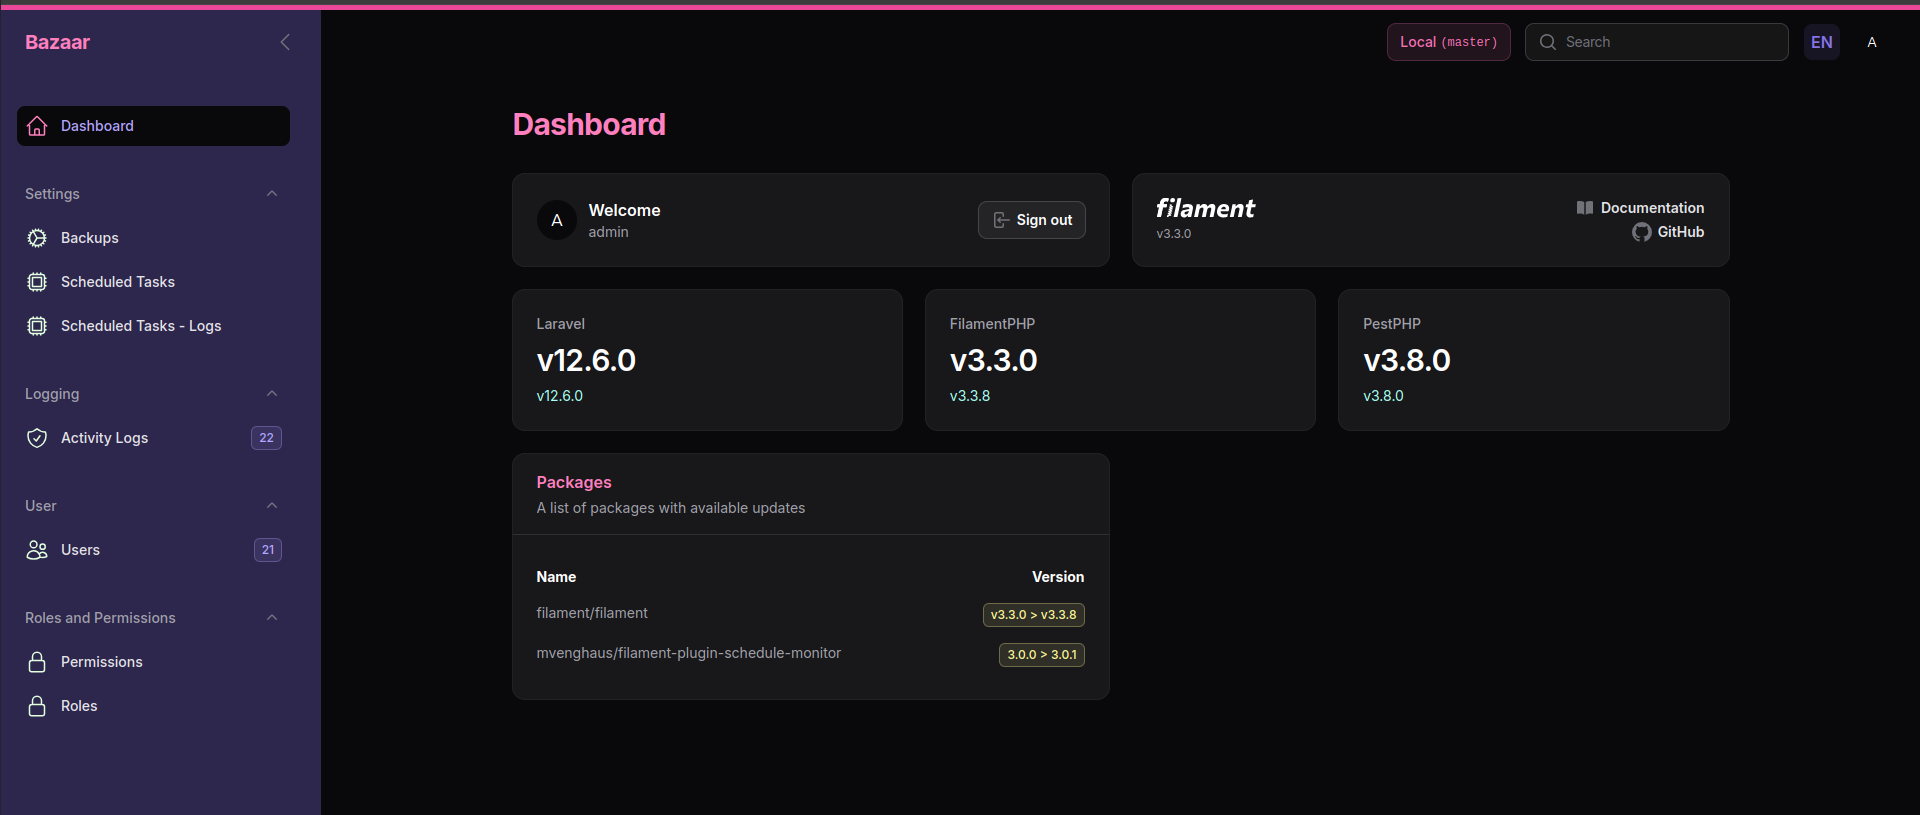 Bazaar
Local (master)
Search
EN
A
Dashboard
Settings
Backups
Scheduled Tasks
Scheduled Tasks - Logs
Logging
Activity Logs 22
User
Users 21
Roles and Permissions
Permissions
Roles
Dashboard
A
Welcome
admin
Sign out
filament
v3.3.0
Documentation
GitHub
Laravel
v12.6.0
v12.6.0
FilamentPHP
v3.3.0
v3.3.8
PestPHP
v3.8.0
v3.8.0
Packages
A list of packages with available updates
Name Version
filament/filament v3.3.0 > v3.3.8
mvenghaus/filament-plugin-schedule-monitor 3.0.0 > 3.0.1